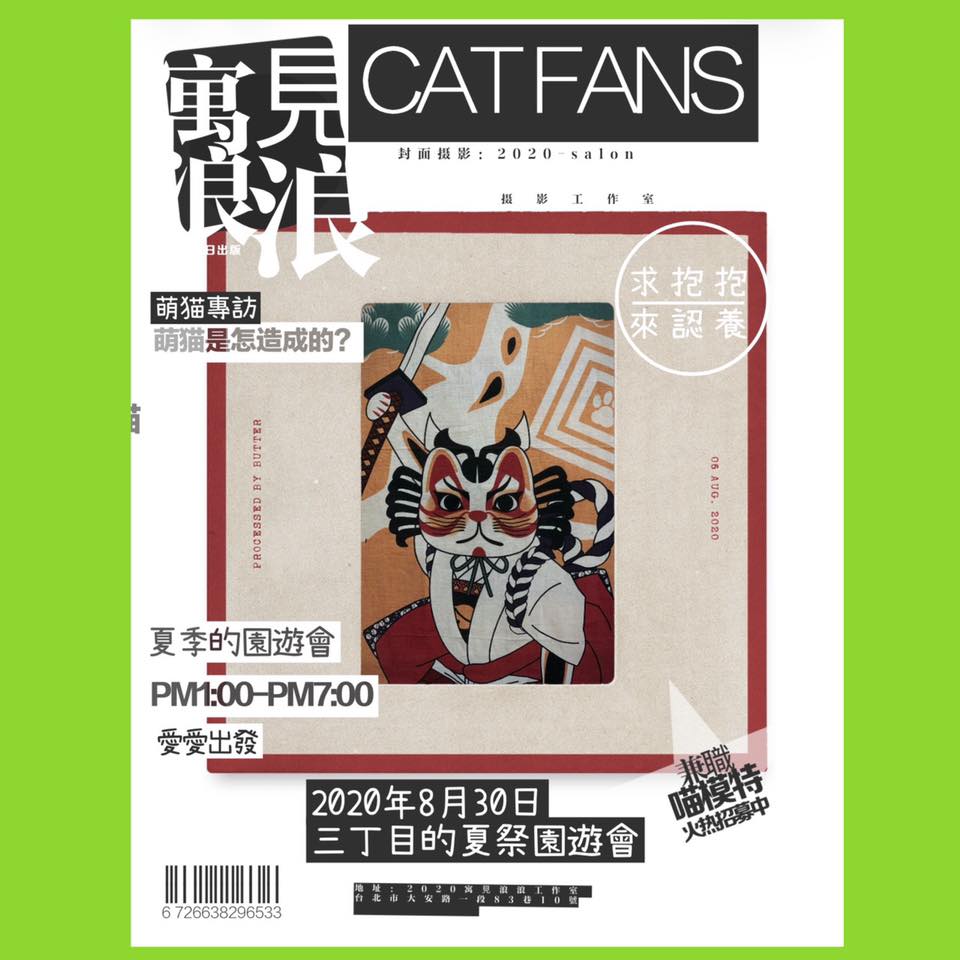 寓見
浪浪
CAT FANS
封面摄影: 2020-salon
摄影工作室
日出版
求抱抱
來認養
萌猫專訪
萌猫是怎造成的?
PROCESSED BY BUTTER
06 AUG. 2020
夏季的園遊會
PM1:00-PM7:00
愛愛出發
兼職
喵模特
火热招募中
2020年8月30日
三丁目的夏祭園遊會
地址: 2020寓見浪浪工作室
台北市大安路一段83巷10號
6 726638296533